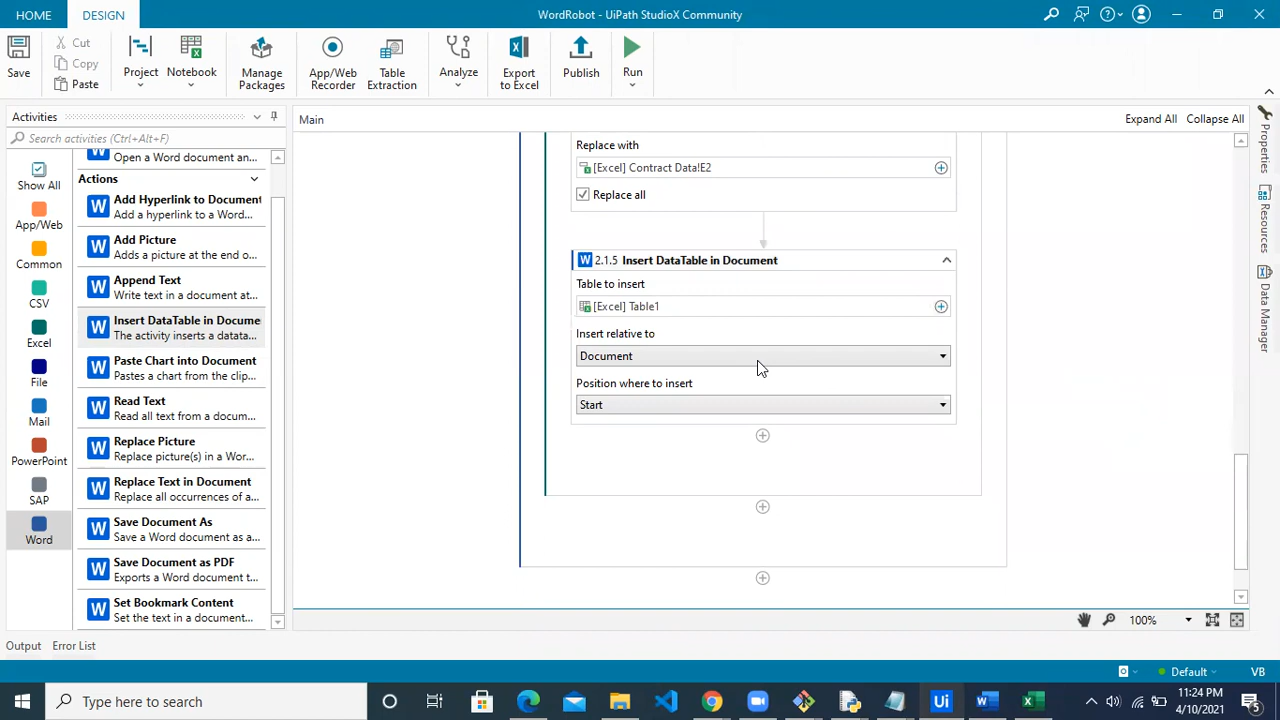 HOME
DESIGN
WordRobot - UiPath StudioX Community
Save
Cut
Copy
Paste
Project
Notebook
Manage
Packages
App/Web
Recorder
Table
Extraction
Analyze
Export
to Excel
Publish
Run
Activities
Search activities (Ctrl+Alt+F)
Main
Expand All
Collapse All
Show All
App/Web
Common
CSV
Excel
File
Mail
PowerPoint
SAP
Word
Open a Word document an...
Actions
Add Hyperlink to Document
Add a hyperlink to a Word...
Add Picture
Adds a picture at the end o...
Append Text
Write text in a document at...
Insert DataTable in Docume
The activity inserts a datata...
Paste Chart into Document
Pastes a chart from the clip...
Read Text
Read all text from a docum...
Replace Picture
Replace picture(s) in a Wor...
Replace Text in Document
Replace all occurrences of a...
Save Document As
Save a Word document as a...
Save Document as PDF
Exports a Word document t...
Set Bookmark Content
Set the text in a document...
Replace with
[Excel] Contract Data!E2
Replace all
2.1.5 Insert DataTable in Document
Table to insert
[Excel] Table1
Insert relative to
Document
Position where to insert
Start
Properties
Resources
Data Manager
100%
Output
Error List
Default
VB
Type here to search
Ui
11:24 PM
4/10/2021
5